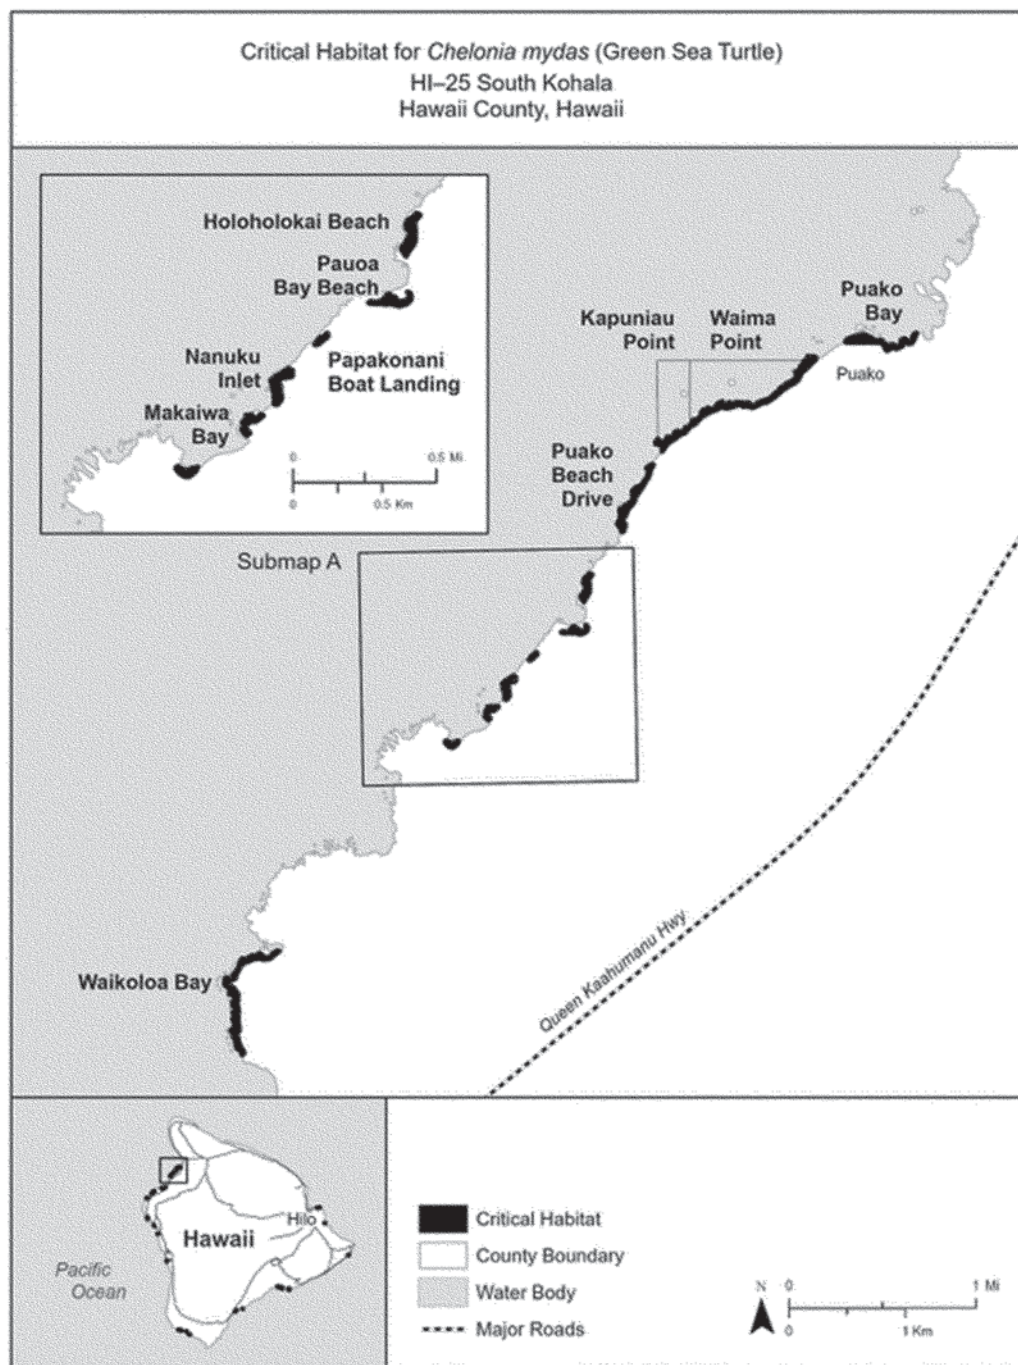 Critical Habitat for Chelonia mydas (Green Sea Turtle)
HI–25 South Kohala
Hawaii County, Hawaii
Holoholokai Beach
Pauoa
Bay Beach
Nanuku
Inlet
Papakonani
Boat Landing
Makaiwa
Bay
0
0.5 Mi
0
0.5 Km
Submap A
Puako
Bay
Kapuniau
Point
Waima
Point
Puako
Puako
Beach
Drive
Waikoloa Bay
Queen Kaahumanu Hwy
Hilo
Hawaii
Pacific
Ocean
Critical Habitat
County Boundary
Water Body
Major Roads
N
0
1 Mi
0
1 Km